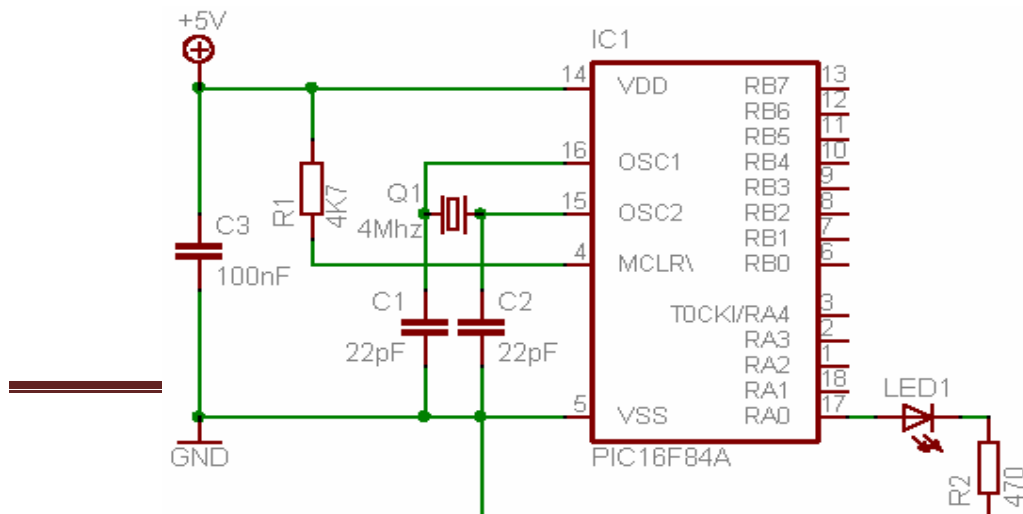 +5V
IC1
14 VDD RB7 13
RB6 12
RB5 11
16 OSC1 RB4 10
RB3 9
Q1 15 OSC2 RB2 8
4Mhz RB1 7
R1 4K7
4 MCLR\ RB0 6
C3
100nF
C1 C2
22pF 22pF
T0CKI/RA4 3
RA3 2
RA2 1
RA1 18
LED1
5 VSS RA0 17
GND
PIC16F84A
R2 470